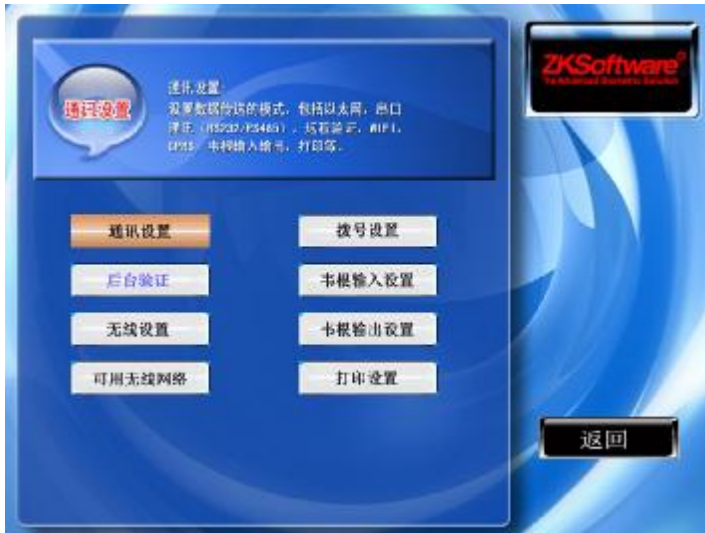 通讯设置
通讯设置
设置数据传送的模式，包括以太网，串口
通讯（RS232/RS485），远程验证，WIFI，
GPRS 韦根输入输出，打印等。
ZKSoftware
通讯设置
拨号设置
后台验证
韦根输入设置
无线设置
韦根输出设置
可用无线网络
打印设置
返回